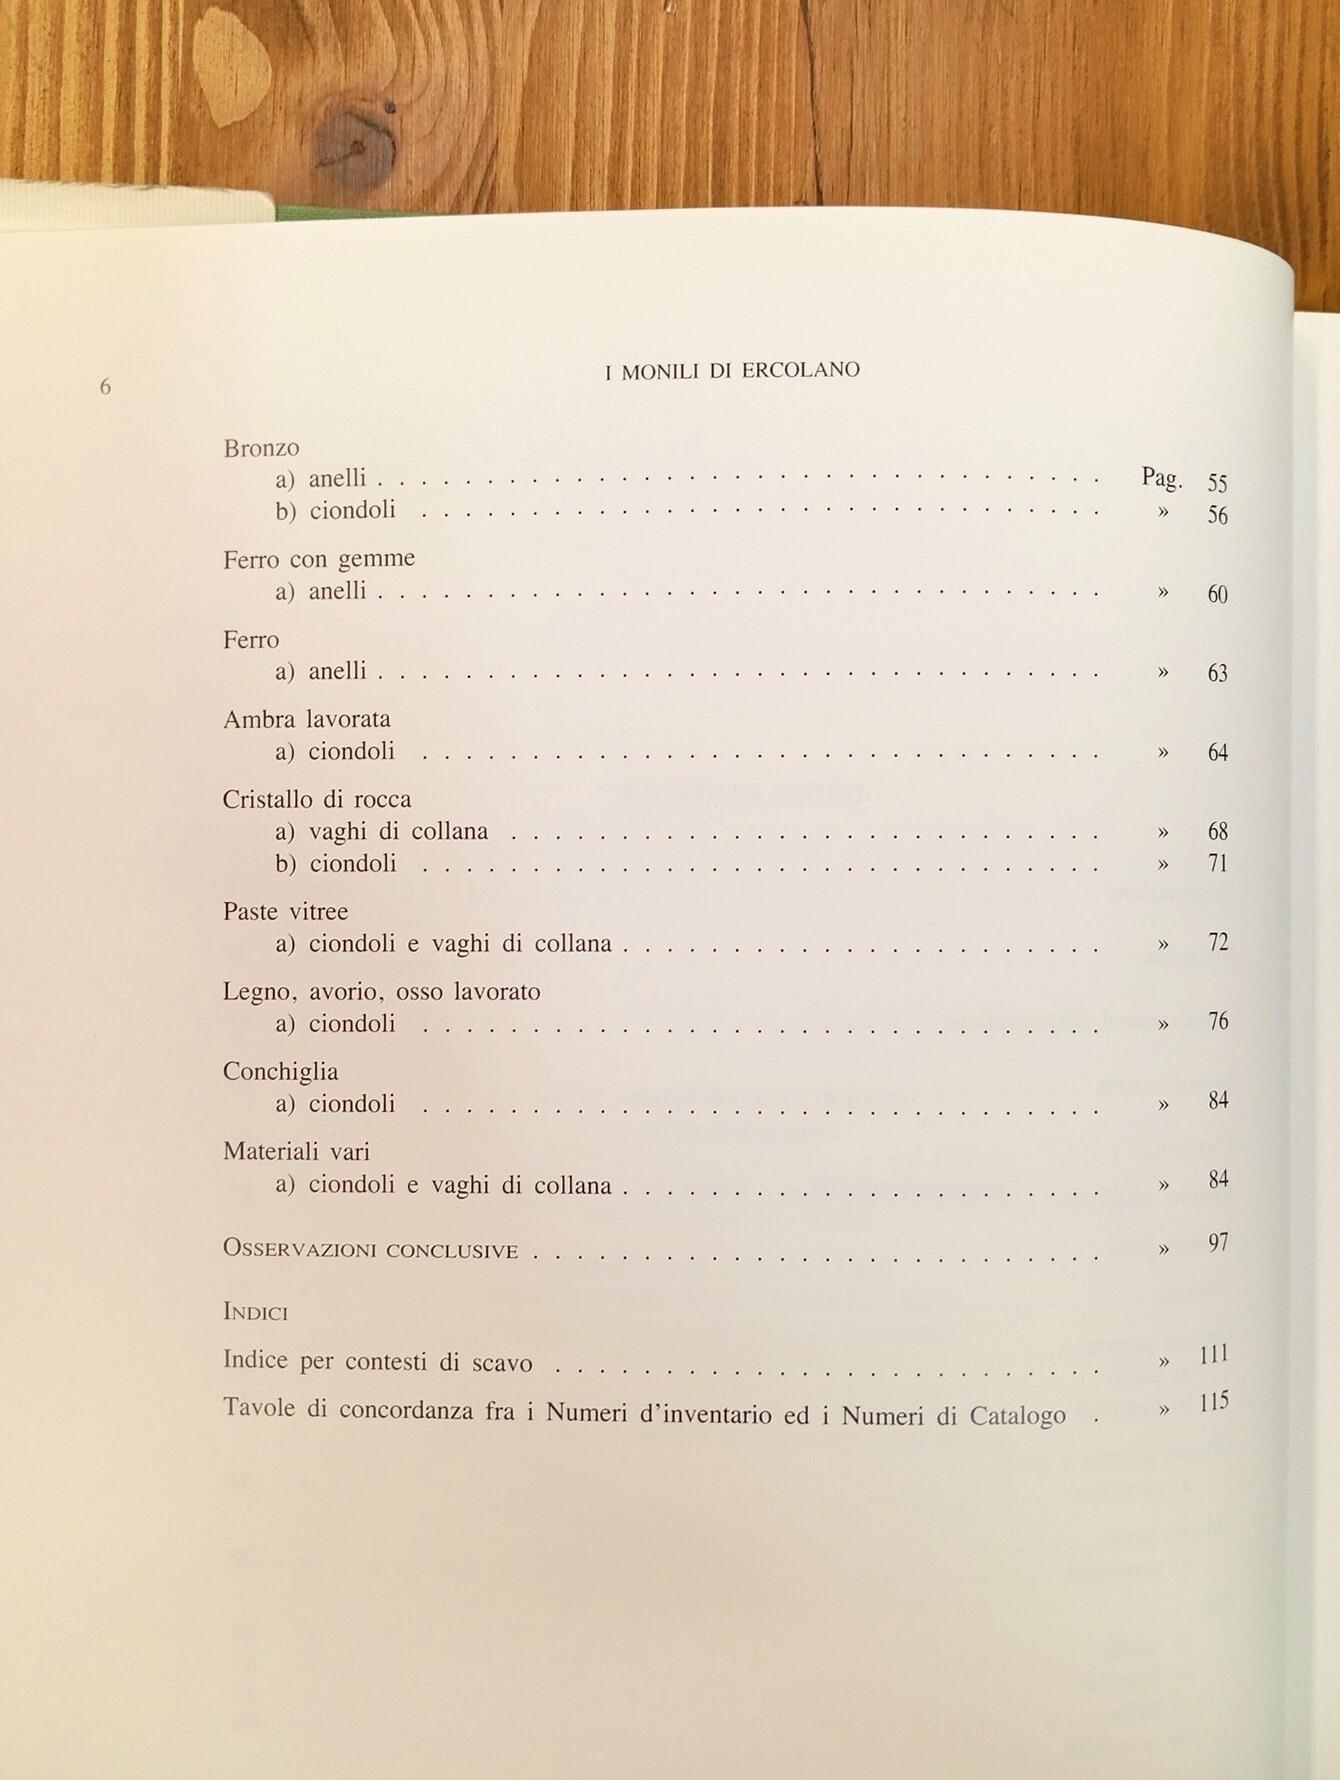 6
I MONILI DI ERCOLANO
Bronzo
a) anelli . . . . . . . . . . . . . . . . . . . . . . . . . . . . . . . . . Pag. 55
b) ciondoli . . . . . . . . . . . . . . . . . . . . . . . . . . . . . . . » 56
Ferro con gemme
a) anelli . . . . . . . . . . . . . . . . . . . . . . . . . . . . . . . . . » 60
Ferro
a) anelli . . . . . . . . . . . . . . . . . . . . . . . . . . . . . . . . . » 63
Ambra lavorata
a) ciondoli . . . . . . . . . . . . . . . . . . . . . . . . . . . . . . . » 64
Cristallo di rocca
a) vaghi di collana . . . . . . . . . . . . . . . . . . . . . . . . . . . » 68
b) ciondoli . . . . . . . . . . . . . . . . . . . . . . . . . . . . . . . » 71
Paste vitree
a) ciondoli e vaghi di collana . . . . . . . . . . . . . . . . . . . . . . » 72
Legno, avorio, osso lavorato
a) ciondoli . . . . . . . . . . . . . . . . . . . . . . . . . . . . . . . » 76
Conchiglia
a) ciondoli . . . . . . . . . . . . . . . . . . . . . . . . . . . . . . . » 84
Materiali vari
a) ciondoli e vaghi di collana . . . . . . . . . . . . . . . . . . . . . . » 84
OSSERVAZIONI CONCLUSIVE . . . . . . . . . . . . . . . . . . . . . . . . . . » 97
INDICI
Indice per contesti di scavo . . . . . . . . . . . . . . . . . . . . . . . . . » 111
Tavole di concordanza fra i Numeri d'inventario ed i Numeri di Catalogo . » 115